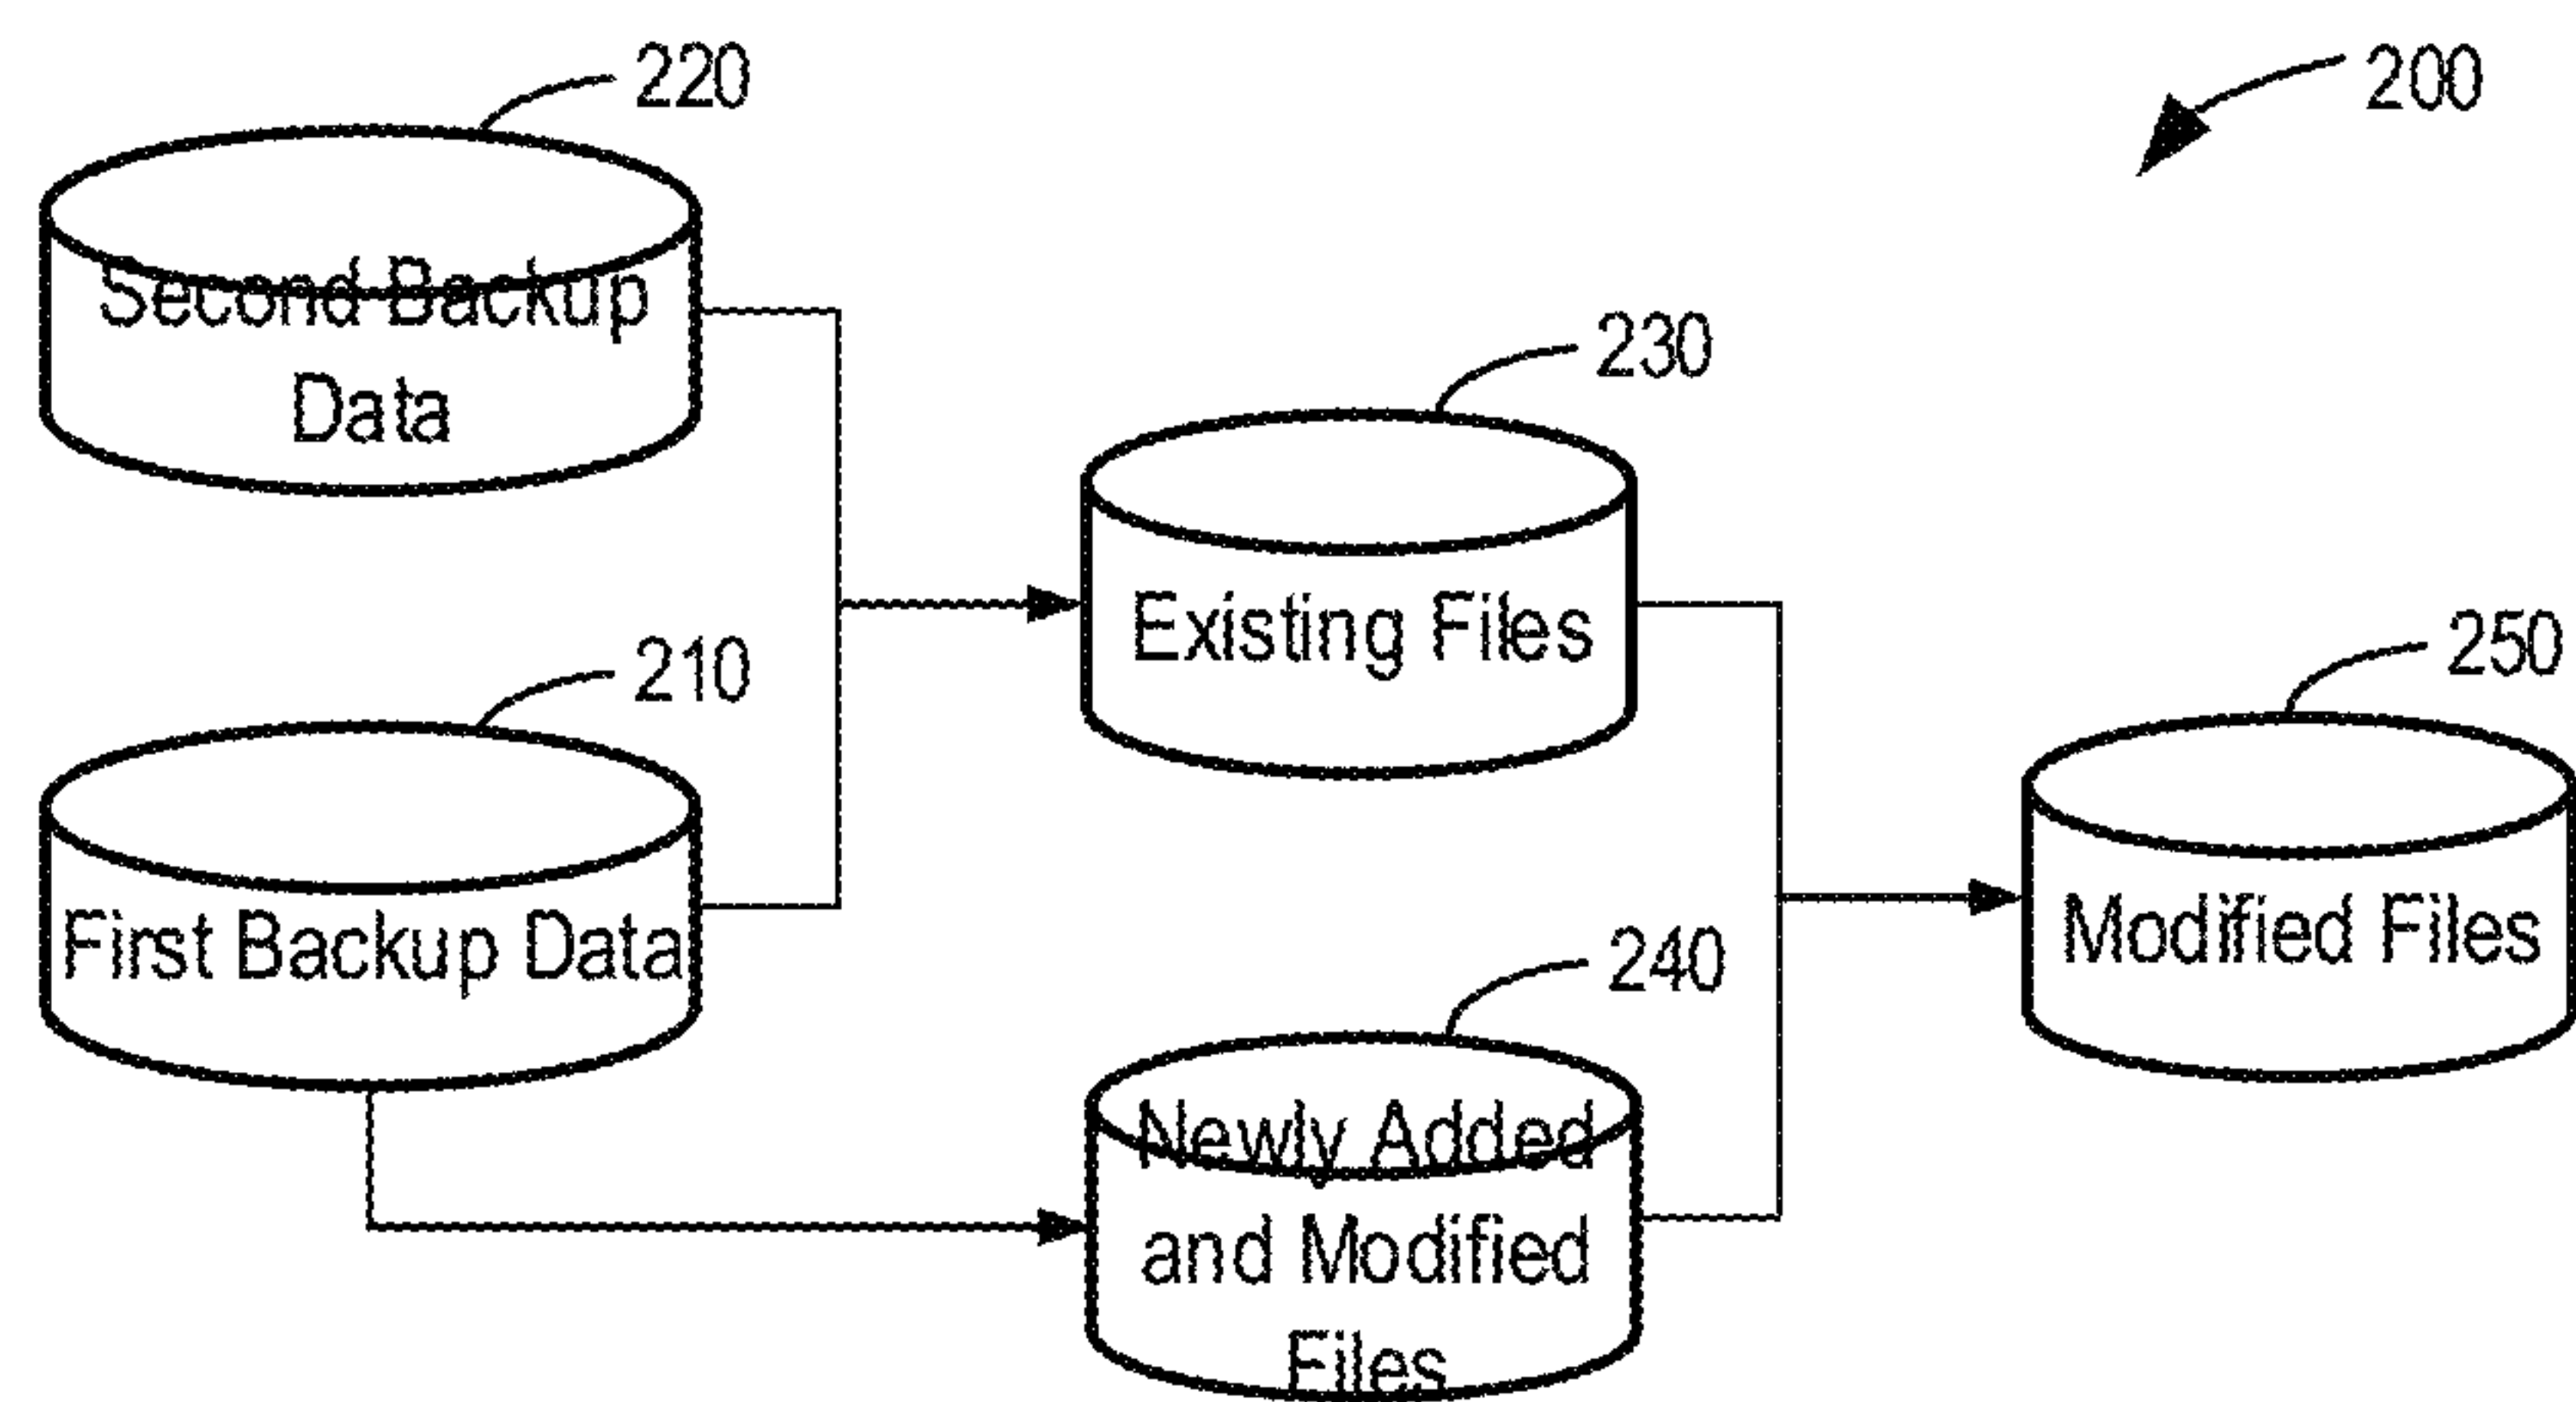 220
200
Second Backup
Data
230
Existing Files
210
First Backup Data
250
Modified Files
240
Newly Added
and Modified
Files